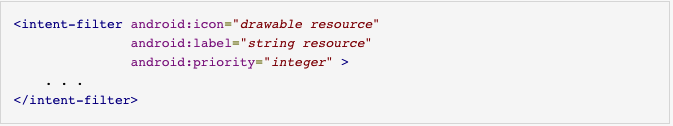 <intent-filter android:icon="drawable resource"
android:label="string resource"
android:priority="integer" >
. . .
</intent-filter>